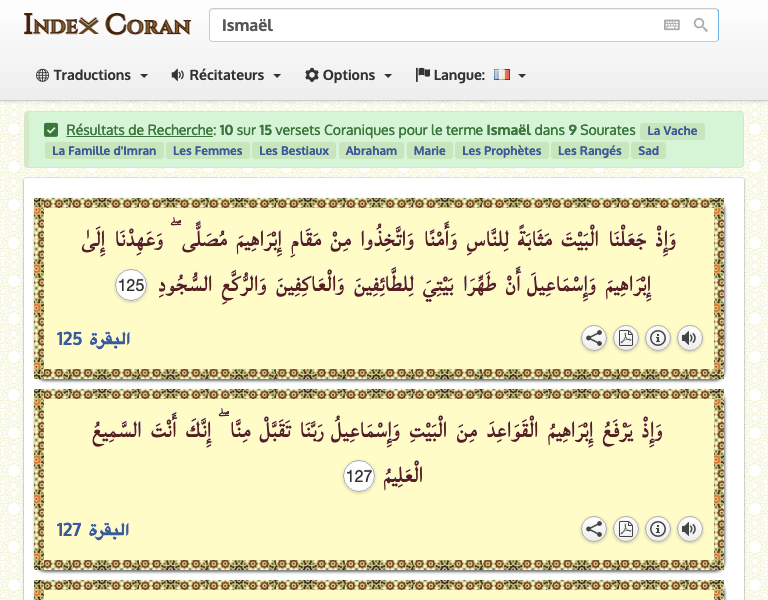 Index Coran
Ismaël
Traductions Récitateurs Options Langue:
Résultats de Recherche: 10 sur 15 versets Coraniques pour le terme Ismaël dans 9 Sourates La Vache
La Famille d'Imran Les Femmes Les Bestiaux Abraham Marie Les Prophètes Les Rangés Sad
وَإِذْ جَعَلْنَا الْبَيْتَ مَثَابَةً لِلنَّاسِ وَأَمْنًا وَاتَّخِذُوا مِنْ مَقَامِ إِبْرَاهِيمَ مُصَلًّى ۖ وَعَهِدْنَا إِلَىٰ
إِبْرَاهِيمَ وَإِسْمَاعِيلَ أَنْ طَهِّرَا بَيْتِيَ لِلطَّائِفِينَ وَالْعَاكِفِينَ وَالرُّكَّعِ السُّجُودِ 125
البقرة 125
وَإِذْ يَرْفَعُ إِبْرَاهِيمُ الْقَوَاعِدَ مِنَ الْبَيْتِ وَإِسْمَاعِيلُ رَبَّنَا تَقَبَّلْ مِنَّا ۖ إِنَّكَ أَنْتَ السَّمِيعُ
الْعَلِيمُ 127
البقرة 127